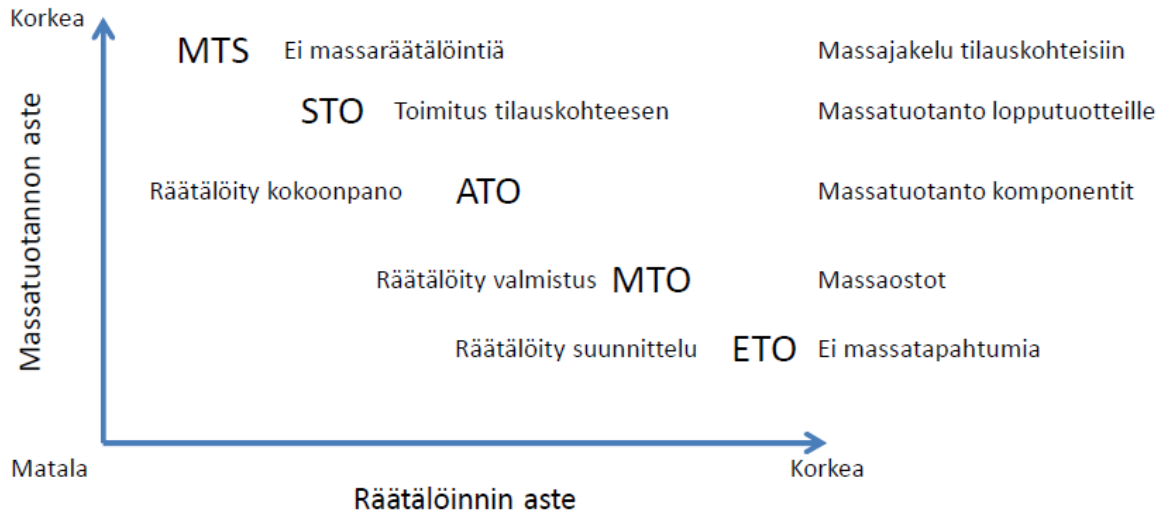 Korkea
MTS Ei massaräätälöintiä Massajakelu tilauskohteisiin
STO Toimitus tilauskohteesen Massatuotanto lopputuotteille
Räätälöity kokoonpano ATO Massatuotanto komponentit
Räätälöity valmistus MTO Massaostot
Räätälöity suunnittelu ETO Ei massatapahtumia
Massatuotannon aste
Matala Korkea
Räätälöinnin aste